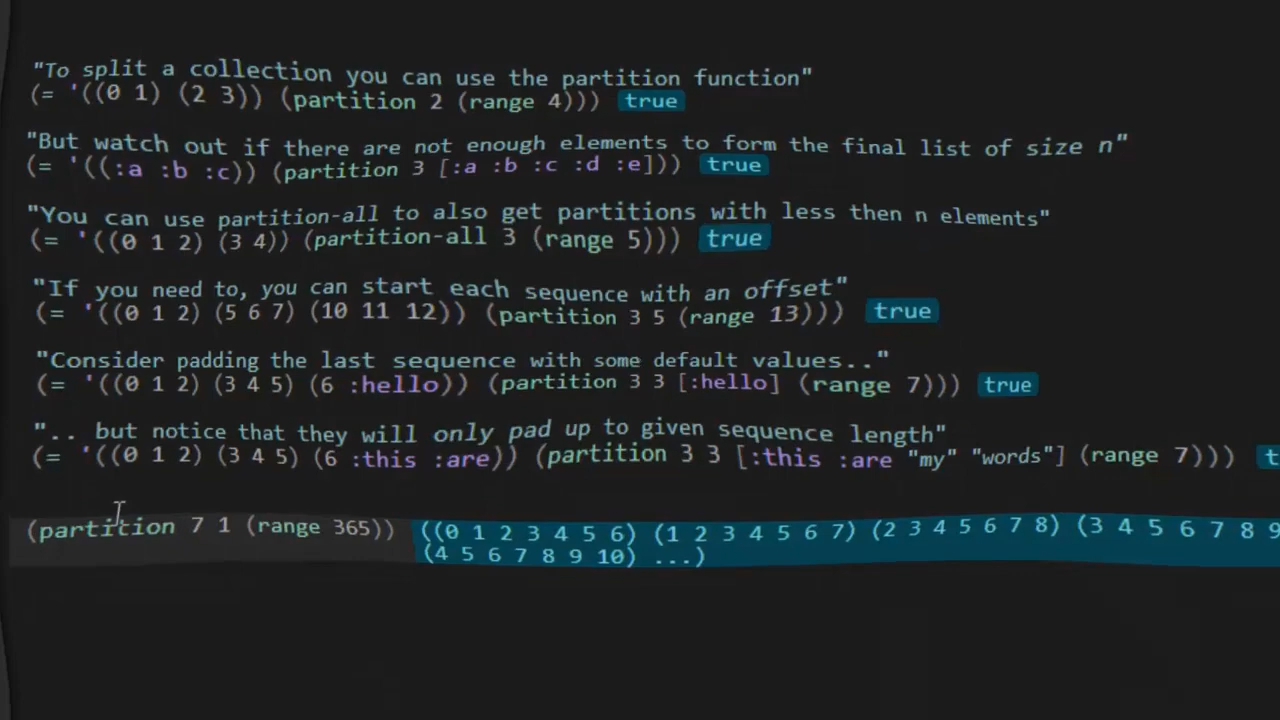 "To split a collection you can use the partition function"
(= '((0 1) (2 3)) (partition 2 (range 4))) true
"But watch out if there are not enough elements to form the final list of size n"
(= '((:a :b :c)) (partition 3 [:a :b :c :d :e])) true
"You can use partition-all to also get partitions with less then n elements"
(= '((0 1 2) (3 4)) (partition-all 3 (range 5))) true
"If you need to, you can start each sequence with an offset"
(= '((0 1 2) (5 6 7) (10 11 12)) (partition 3 5 (range 13))) true
"Consider padding the last sequence with some default values.."
(= '((0 1 2) (3 4 5) (6 :hello)) (partition 3 3 [:hello] (range 7))) true
".. but notice that they will only pad up to given sequence length"
(= '((0 1 2) (3 4 5) (6 :this :are)) (partition 3 3 [:this :are "my" "words"] (range 7))) t
(partition 7 1 (range 365)) ((0 1 2 3 4 5 6) (1 2 3 4 5 6 7) (2 3 4 5 6 7 8) (3 4 5 6 7 8 9
(4 5 6 7 8 9 10) ...)